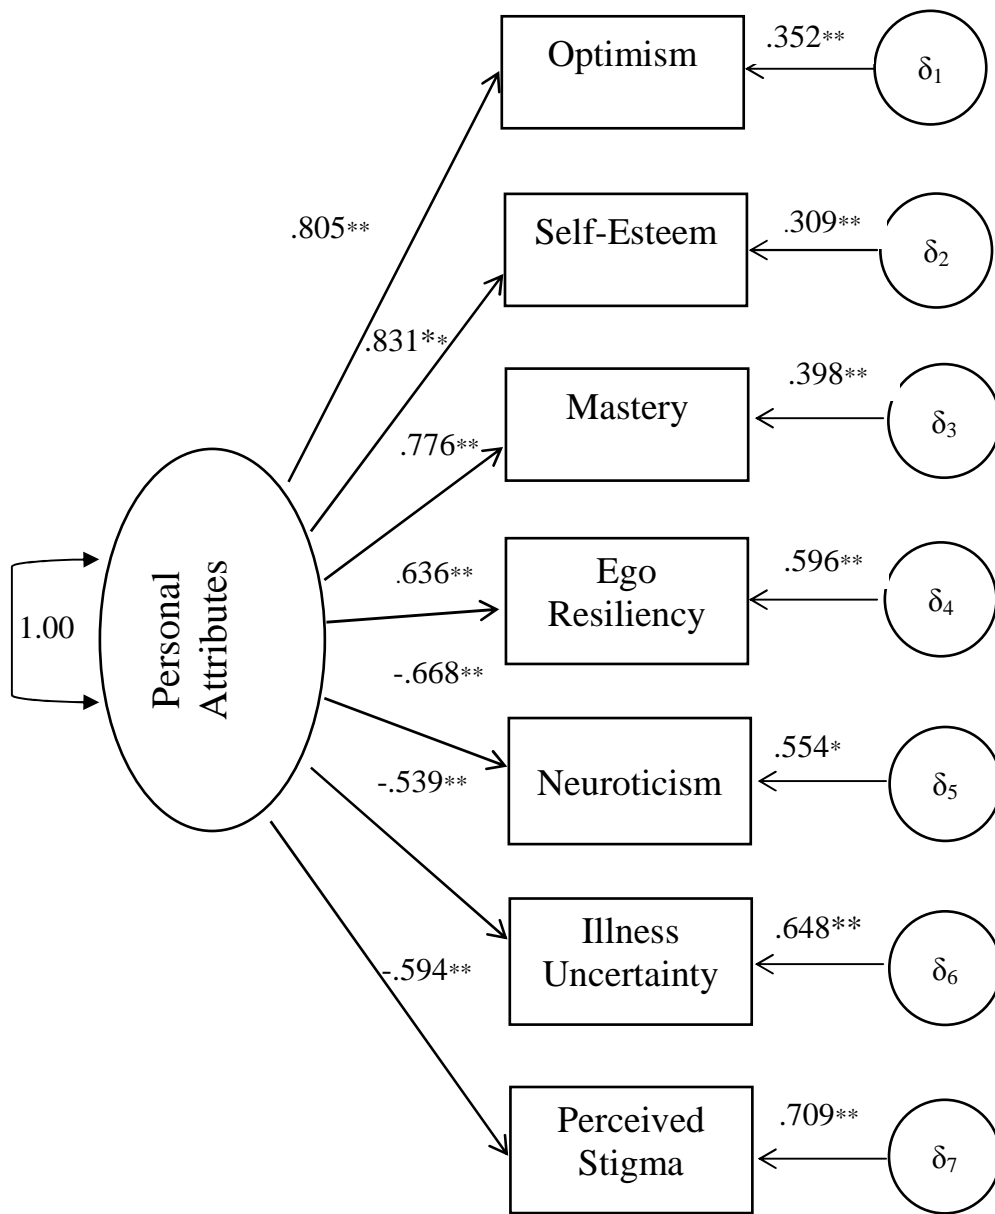 Optimism
.352**
δ1
.805**
Self-Esteem
.309**
δ2
.831**
Mastery
.398**
δ3
.776**
Ego
Resiliency
.596**
δ4
.636**
1.00
Personal
Attributes
-.668**
Neuroticism
.554*
δ5
-.539**
Illness
Uncertainty
.648**
δ6
-.594**
Perceived
Stigma
.709**
δ7